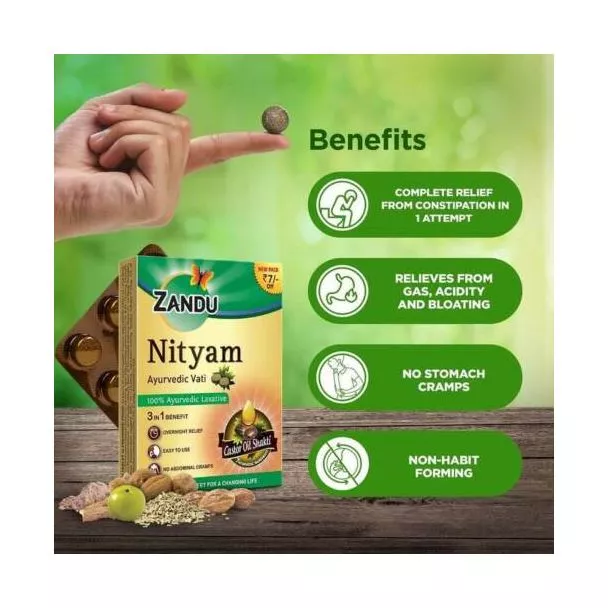 Benefits
COMPLETE RELIEF
FROM CONSTIPATION IN
1 ATTEMPT
RELIEVES FROM
GAS, ACIDITY
AND BLOATING
NO STOMACH
CRAMPS
NON-HABIT
FORMING
NEW PACK
₹7/-
Off
ZANDU
Nityam
Ayurvedic Vati
100% Ayurvedic Laxative
3 IN 1 BENEFIT
OVERNIGHT RELIEF
EASY TO USE
NO ABDOMINAL CRAMPS
Castor Oil Shakti
FOR A CHANGING LIFE